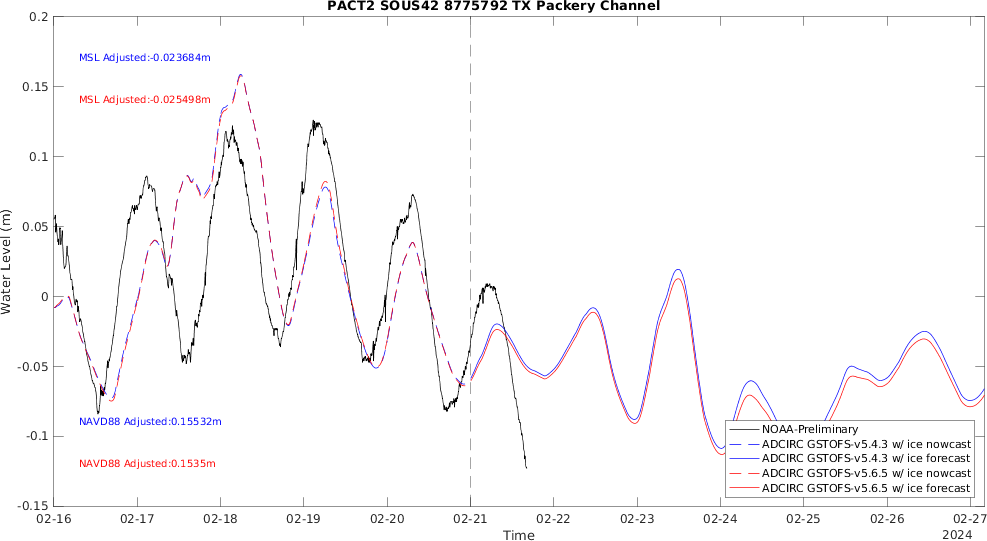 PACT2 SOUS42 8775792 TX Packery Channel
0.2
0.15
0.1
0.05
0
-0.05
-0.1
-0.15
Water Level (m)
MSL Adjusted:-0.023684m
MSL Adjusted:-0.025498m
NAVD88 Adjusted:0.15532m
NAVD88 Adjusted:0.1535m
NOAA-Preliminary
ADCIRC GSTOFS-v5.4.3 w/ ice nowcast
ADCIRC GSTOFS-v5.4.3 w/ ice forecast
ADCIRC GSTOFS-v5.6.5 w/ ice nowcast
ADCIRC GSTOFS-v5.6.5 w/ ice forecast
02-16 02-17 02-18 02-19 02-20 02-21 02-22 02-23 02-24 02-25 02-26 02-27
Time
2024